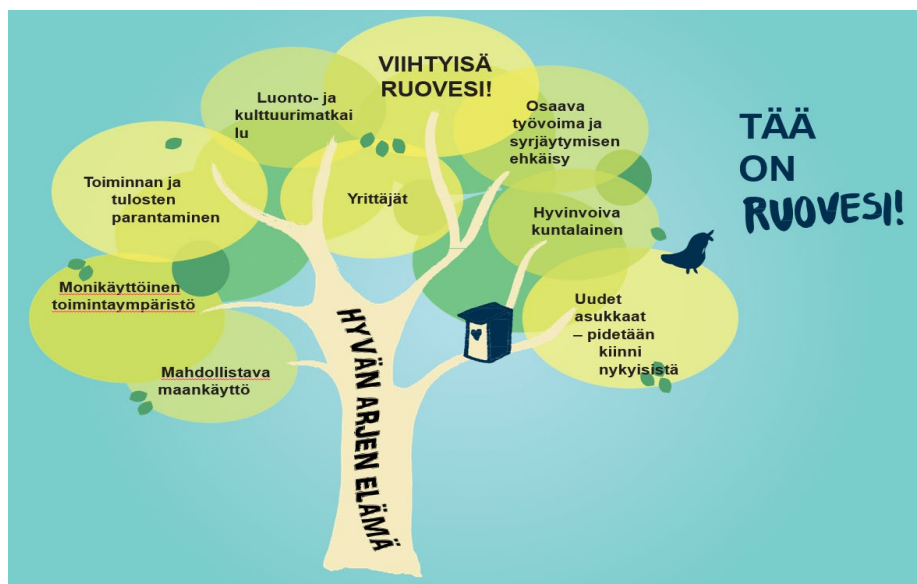 VIIHTYISÄ
RUOVESI!
Luonto- ja
kulttuurimatkai
lu
Osaava
työvoima ja
syrjäytymisen
ehkäisy
TÄÄ
ON
RUOVESI!
Toiminnan ja
tulosten
parantaminen
Yrittäjät
Hyvinvoiva
kuntalainen
Monikäyttöinen
toimintaympäristö
Uudet
asukkaat
– pidetään
kiinni
nykyisistä
Mahdollistava
maankäyttö
HYVÄN ARJEN ELÄMÄ